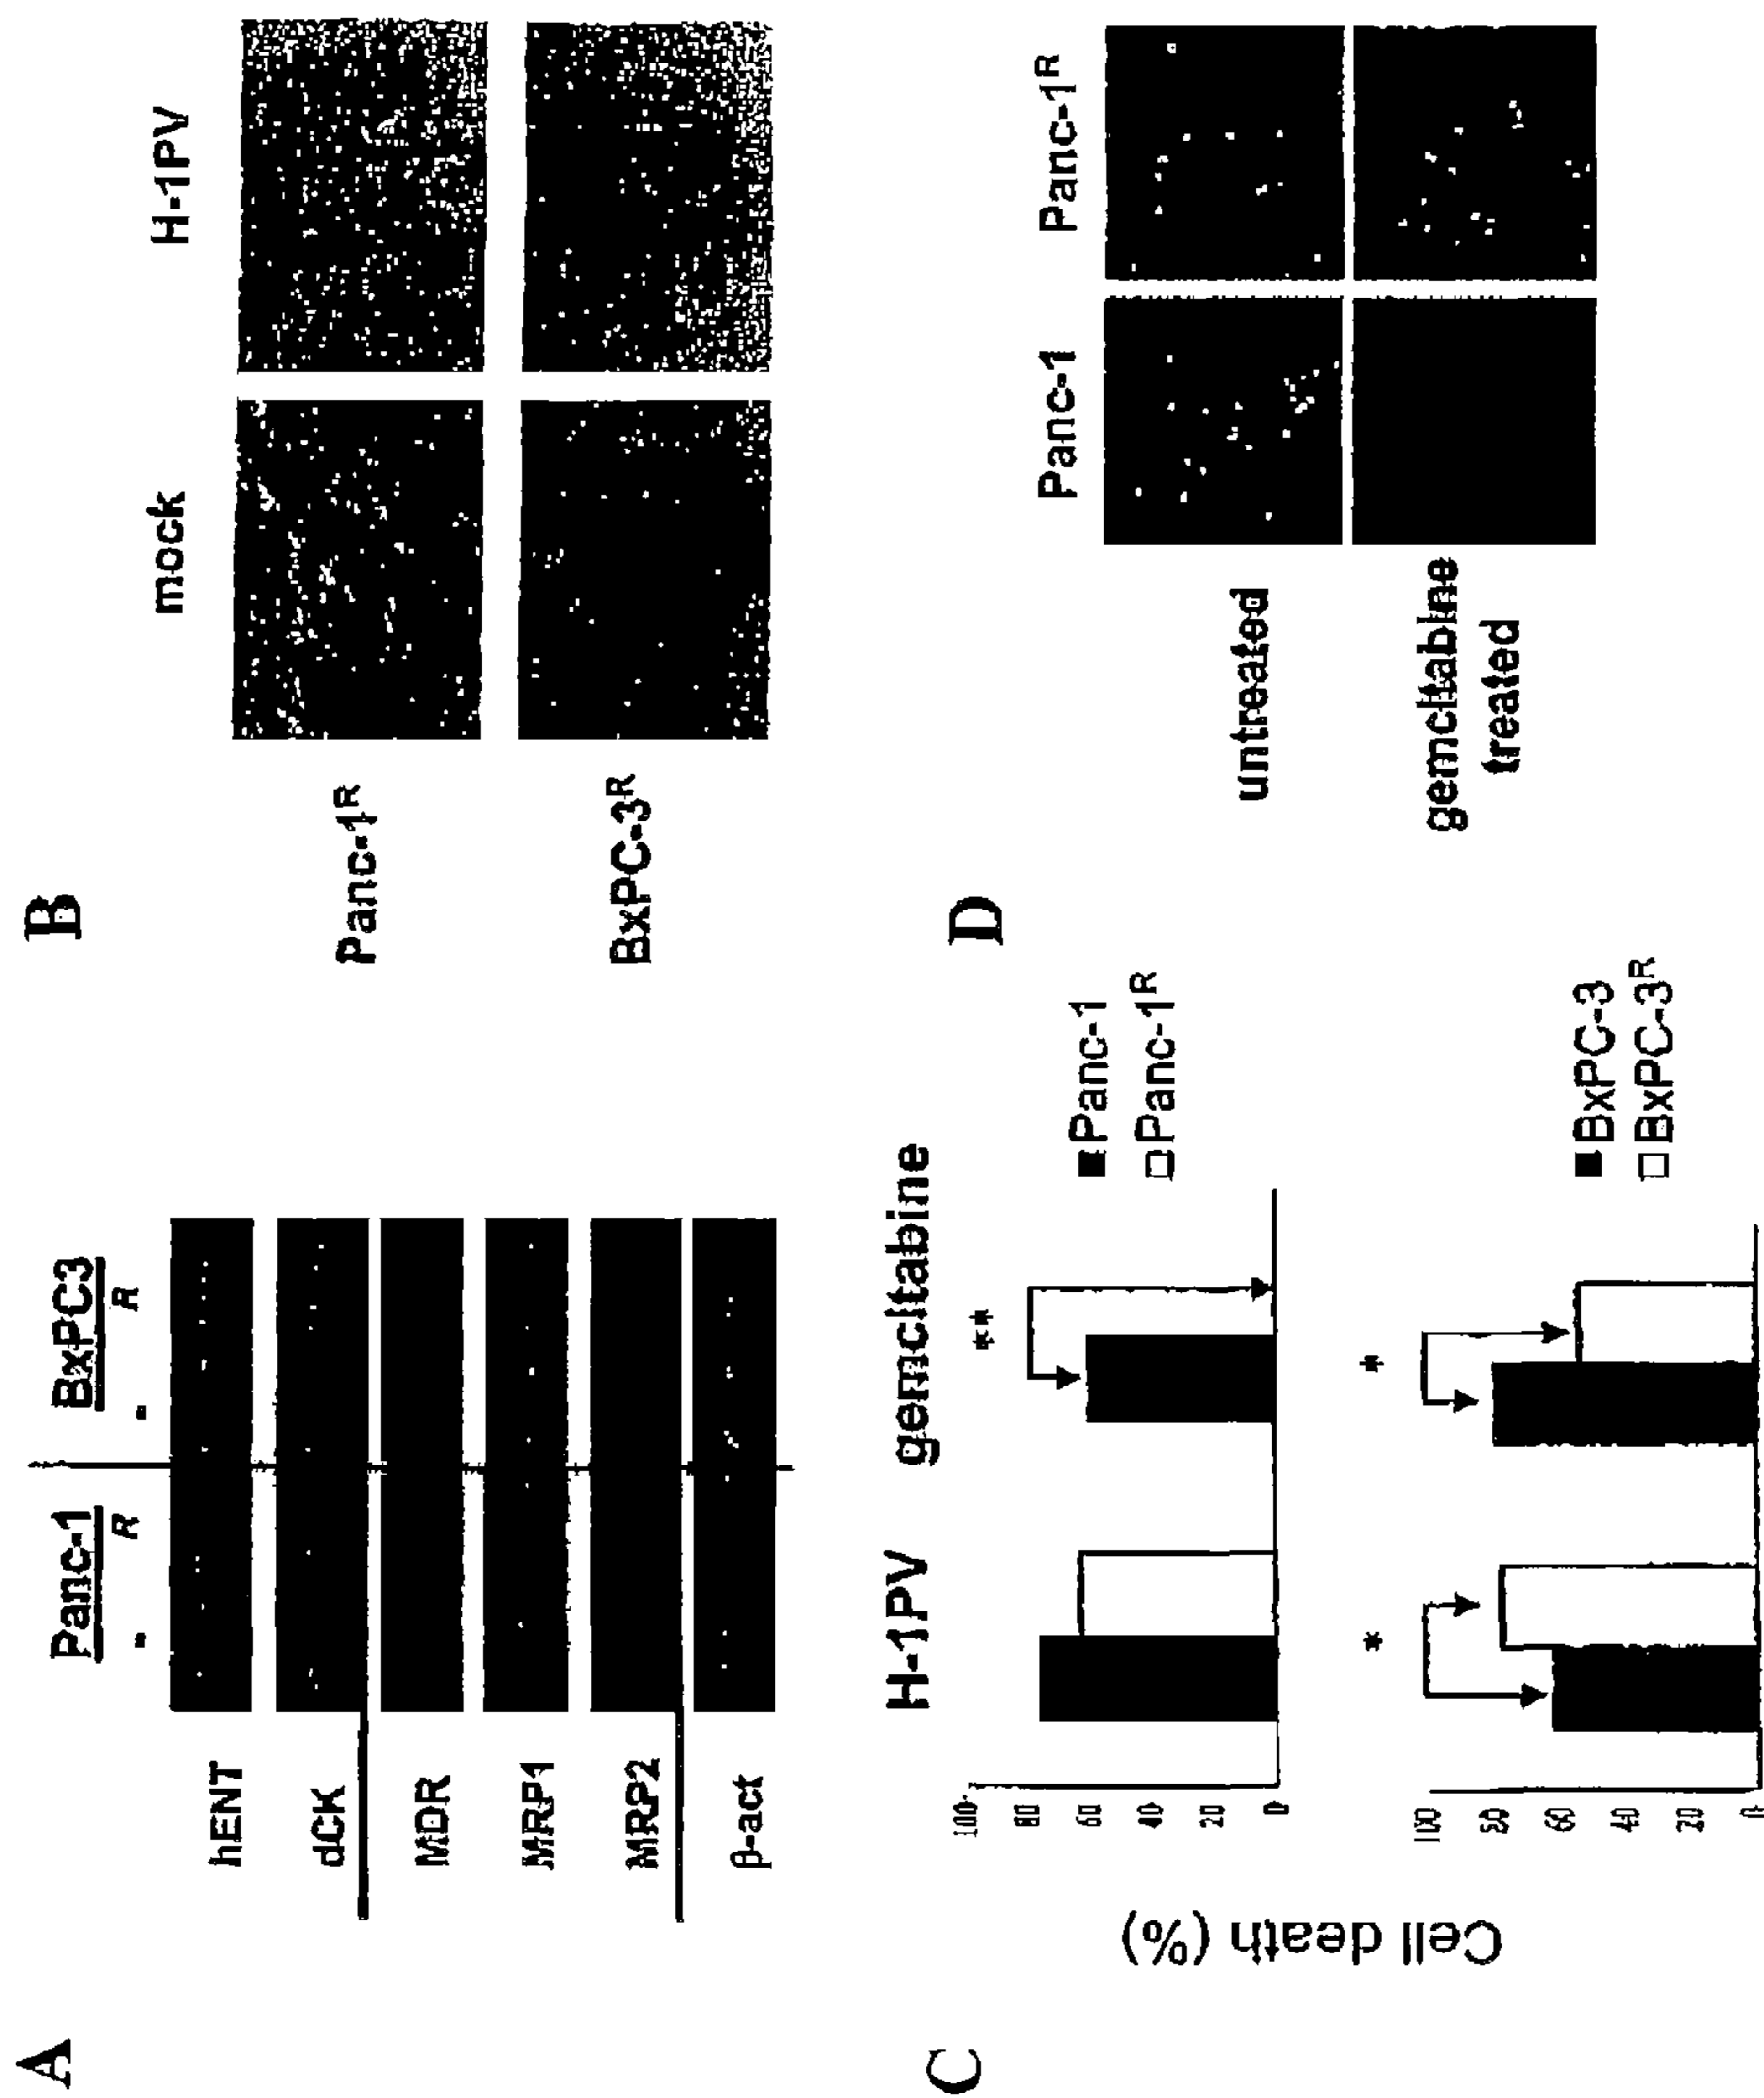 A
Panc-1 BxPC3
- R - R
hENT
dCK
MDR
MRP1
MRP2
β-act
B
mock H-1PV
Panc-1R
BxPC-3R
C
H-1PV gemcitabine
Cell death (%)
100
80
60
40
20
0
**
Panc-1
Panc-1R
100
80
60
40
20
0
* *
BxPC-3
BxPC-3R
D
Panc-1 Panc-1R
untreated
gemcitabine
treated